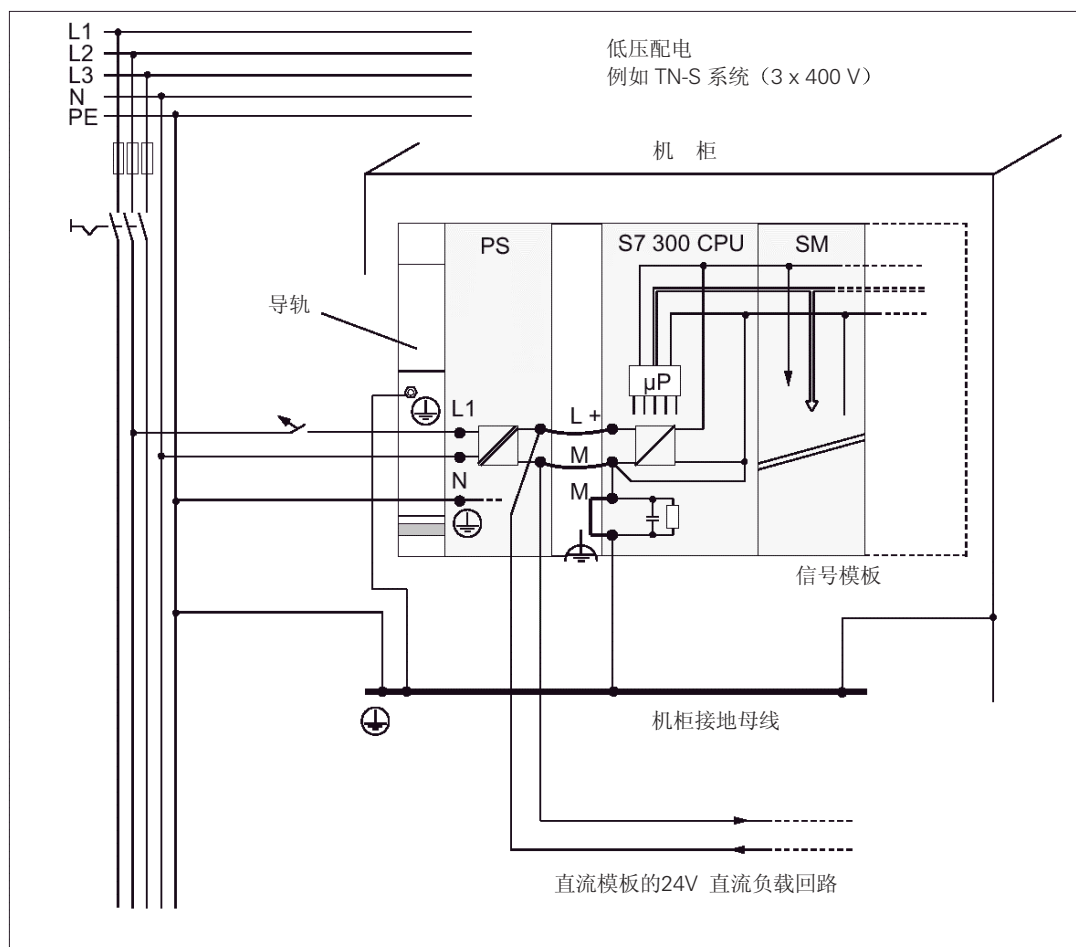 L1
L2
L3
N
PE
低压配电
例如 TN-S 系统（3 x 400 V）
机 柜
PS
S7 300 CPU
SM
导轨
µP
L1
L +
M
N
M
信号模板
机柜接地母线
直流模板的24V 直流负载回路